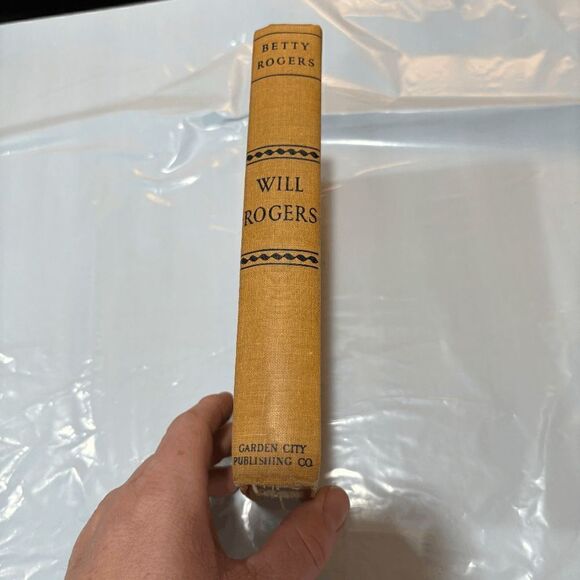 BETTY
ROGERS
WILL
ROGERS
GARDEN CITY
PUBLISHING CO.